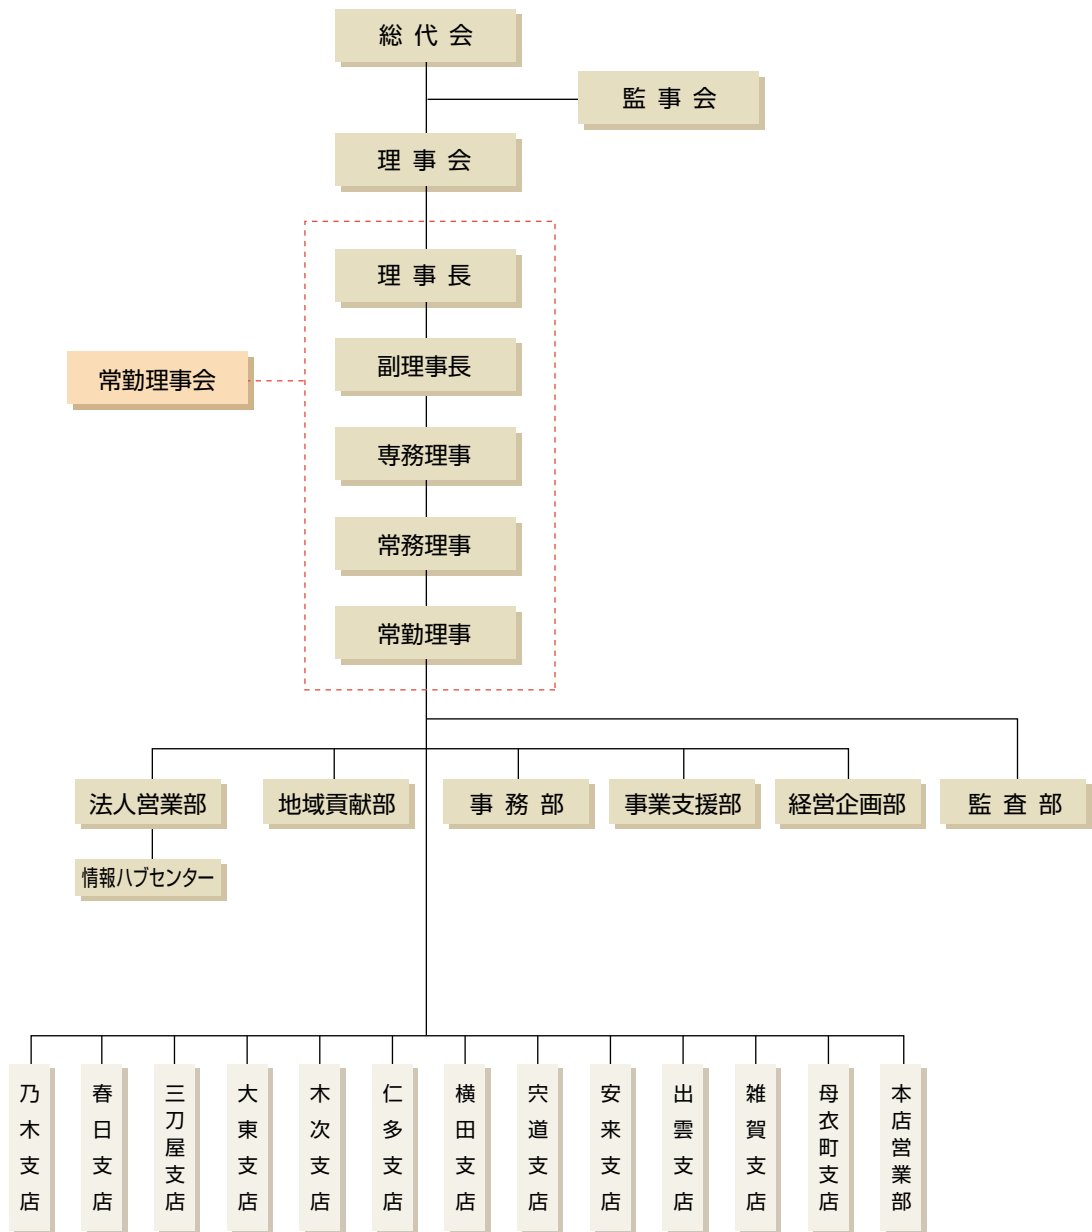 総代会
監事会
理事会
理事長
副理事長
常勤理事会
専務理事
常務理事
常勤理事
法人営業部
地域貢献部
事務部
事業支援部
経営企画部
監査部
情報ハブセンター
乃木支店
春日支店
三刀屋支店
大東支店
木次支店
仁多支店
横田支店
宍道支店
安来支店
出雲支店
雑賀支店
母衣町支店
本店営業部